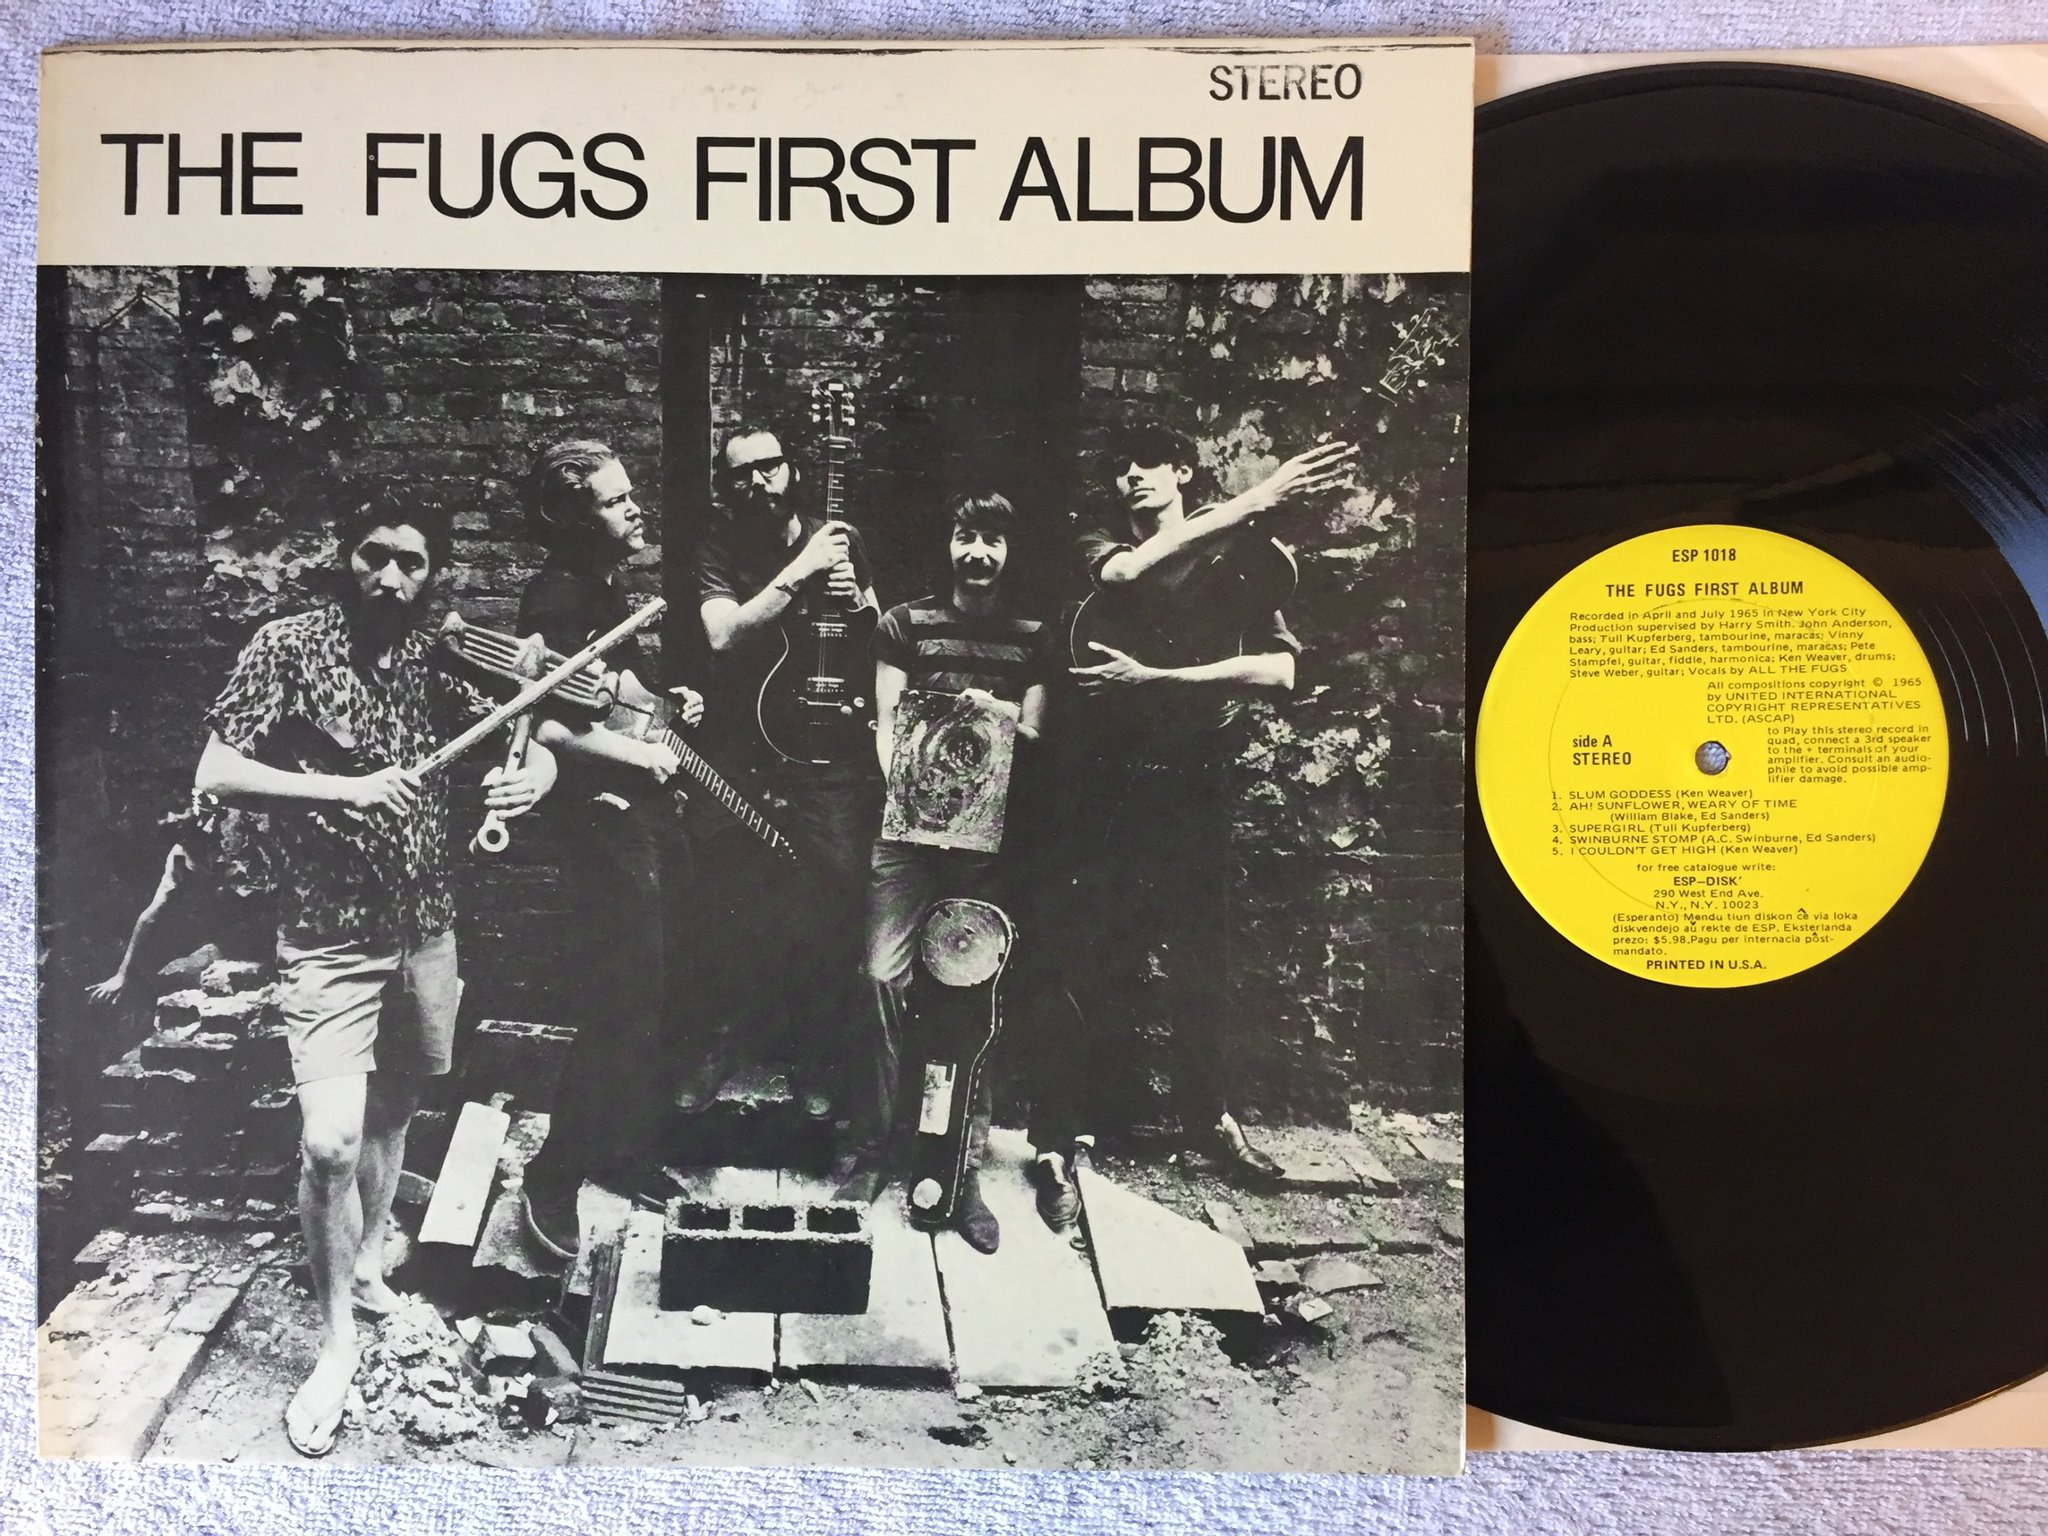 STEREO
THE FUGS FIRST ALBUM
ESP 1018
THE FUGS FIRST ALBUM
Recorded in April and July 1965 in New York City
Production supervised by Harry Smith. John Anderson,
bass; Tuli Kupferberg, tambourine, maracas; Vinny
Leary, guitar; Ed Sanders, tambourine, maracas; Pete
Stampfel, guitar, fiddle, harmonica; Ken Weaver, drums;
Steve Weber, guitar; Vocals by ALL THE FUGS
All compositions copyright © 1965
by UNITED INTERNATIONAL
COPYRIGHT REPRESENTATIVES
LTD. (ASCAP)
side A
STEREO
to Play this stereo record in
quad, connect a 3rd speaker
to the + terminals of your
amplifier. Consult an audio-
phile to avoid possible amp-
lifier damage.
1. SLUM GODDESS (Ken Weaver)
2. AH! SUNFLOWER, WEARY OF TIME
(William Blake, Ed Sanders)
3. SUPERGIRL (Tuli Kupferberg)
4. SWINBURNE STOMP (A.C. Swinburne, Ed Sanders)
5. I COULDN'T GET HIGH (Ken Weaver)
for free catalogue write:
ESP-DISK'
290 West End Ave.
N.Y., N.Y. 10023
(Esperanto) Mendu tiun diskon ĉe via loka
diskvendejo aŭ rekte de ESP. Eksterlanda
prezo: $5.98.Pagu per internacia pôst-
mandato.
PRINTED IN U.S.A.